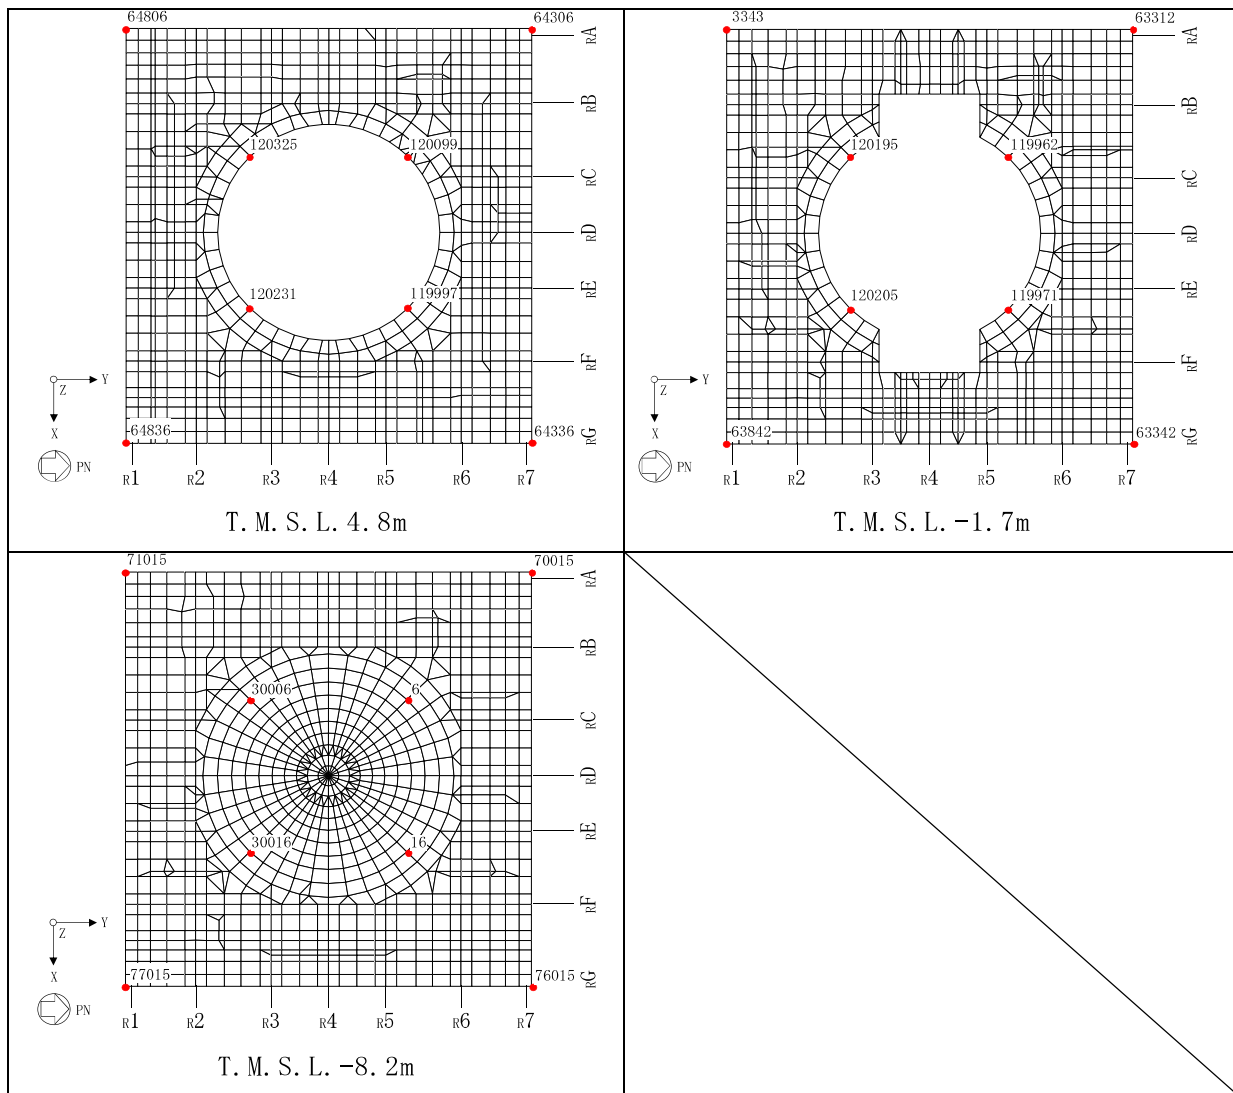 64806
64306
RA
RB
120325
120099
RC
RD
120231
119997
RE
RF
Y
Z
X
64836
64336
RG
PN
R1 R2 R3 R4 R5 R6 R7
T.M.S.L.4.8m
3343
63312
RA
RB
120195
119962
RC
RD
120205
119971
RE
RF
Y
Z
X
63842
63342
RG
PN
R1 R2 R3 R4 R5 R6 R7
T.M.S.L.-1.7m
71015
70015
RA
RB
30006
6
RC
RD
RE
30016
16
RF
Y
Z
X
77015
76015
RG
PN
R1 R2 R3 R4 R5 R6 R7
T.M.S.L.-8.2m